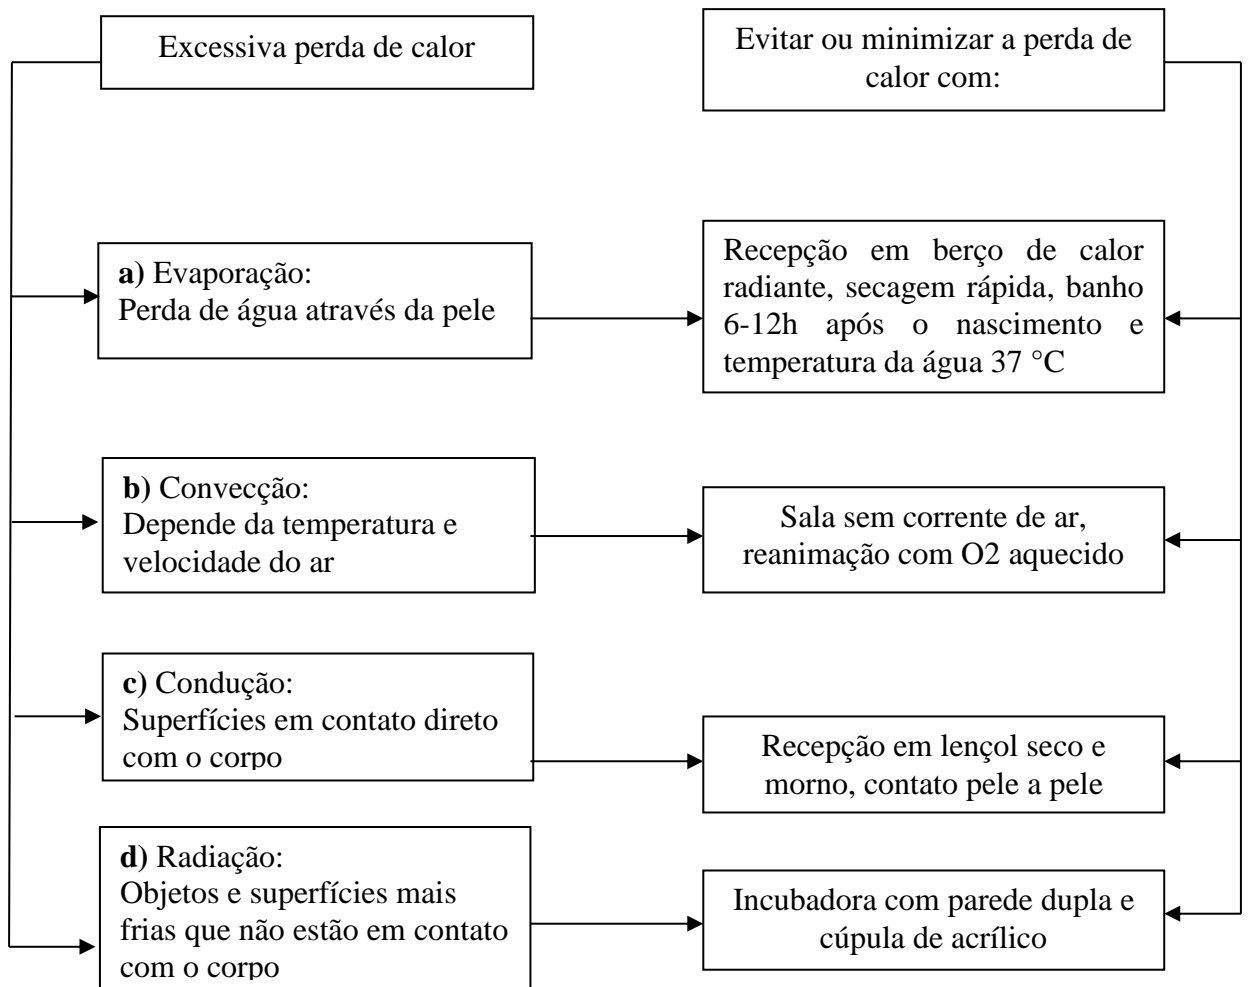 Excessiva perda de calor
Evitar ou minimizar a perda de
calor com:
a) Evaporação:
Perda de água através da pele
Recepção em berço de calor
radiante, secagem rápida, banho
6-12h após o nascimento e
temperatura da água 37 °C
b) Convecção:
Depende da temperatura e
velocidade do ar
Sala sem corrente de ar,
reanimação com O2 aquecido
c) Condução:
Superfícies em contato direto
com o corpo
Recepção em lençol seco e
morno, contato pele a pele
d) Radiação:
Objetos e superfícies mais
frias que não estão em contato
com o corpo
Incubadora com parede dupla e
cúpula de acrílico